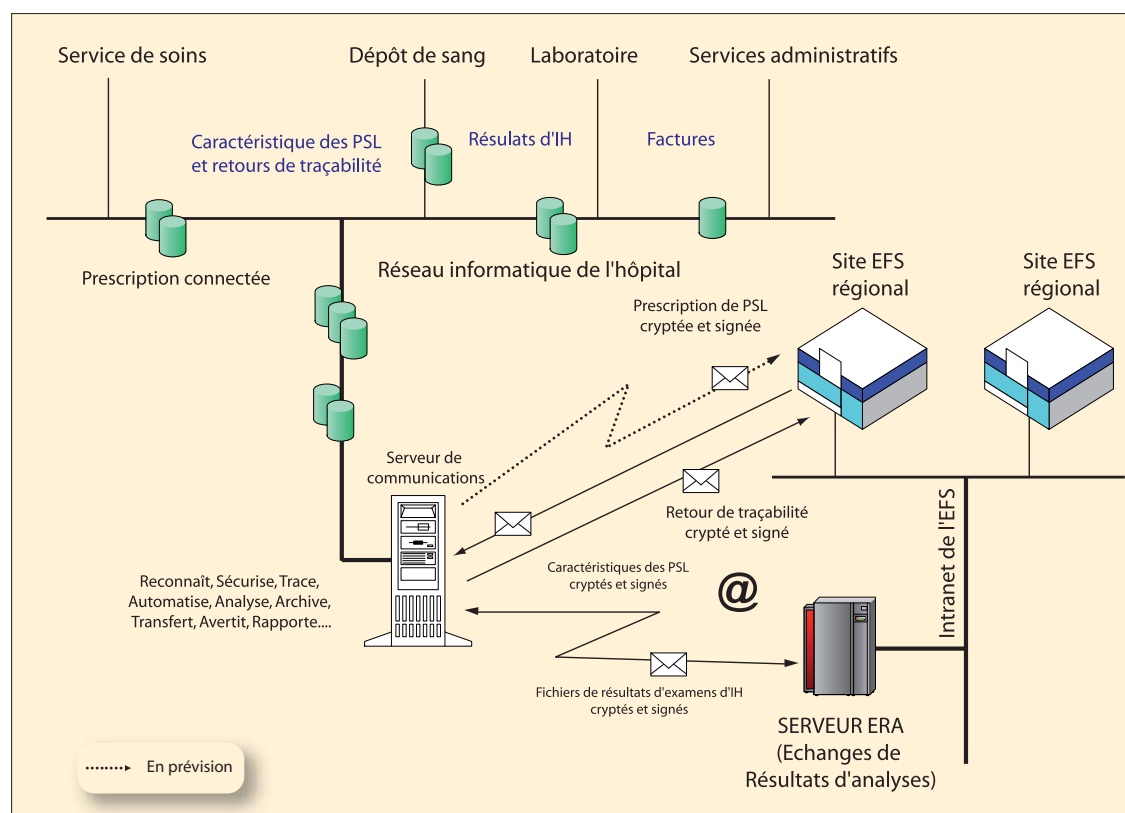 Service de soins
Dépôt de sang
Laboratoire
Services administratifs
Caractéristique des PSL
et retours de traçabilité
Résulats d'IH
Factures
Prescription connectée
Réseau informatique de l'hôpital
Site EFS
régional
Site EFS
régional
Prescription de PSL
cryptée et signée
Serveur de
communications
Retour de traçabilité
crypté et signé
Intranet de l'EFS
Caractéristiques des PSL
cryptés et signés
@
Reconnaît, Sécurise, Trace,
Automatise, Analyse, Archive,
Transfert, Avertit, Rapporte....
Fichiers de résultats d'examens d'IH
cryptés et signés
SERVEUR ERA
(Echanges de
Résultats d'analyses)
En prévision